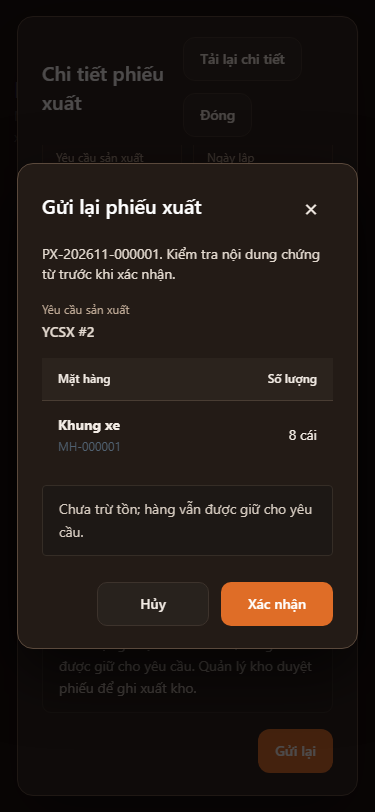 Chi tiết phiếu
xuất
Tải lại chi tiết
Đóng
Yêu cầu sản xuất
Ngày lập
Gửi lại phiếu xuất
×
PX-202611-000001. Kiểm tra nội dung chứng
từ trước khi xác nhận.
Yêu cầu sản xuất
YCSX #2
Mặt hàng
Số lượng
Khung xe
MH-000001
8 cái
Chưa trừ tồn; hàng vẫn được giữ cho yêu
cầu.
Hủy
Xác nhận
được giữ cho yêu cầu. Quản lý kho duyệt
phiếu để ghi xuất kho.
Gửi lại